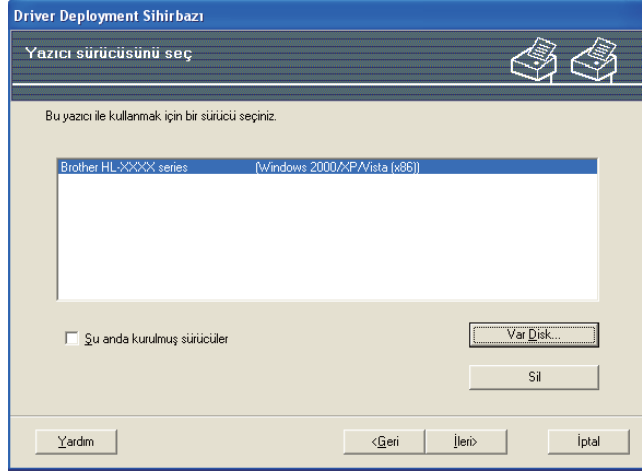 Driver Deployment Sihirbazı
Yazıcı sürücüsünü seç
Bu yazıcı ile kullanmak için bir sürücü seçiniz.
Brother HL-XXXX series (Windows 2000/XP/Vista (x86))
Şu anda kurulmuş sürücüler
Var Disk...
Sil
Yardım
<Geri
İleri>
İptal